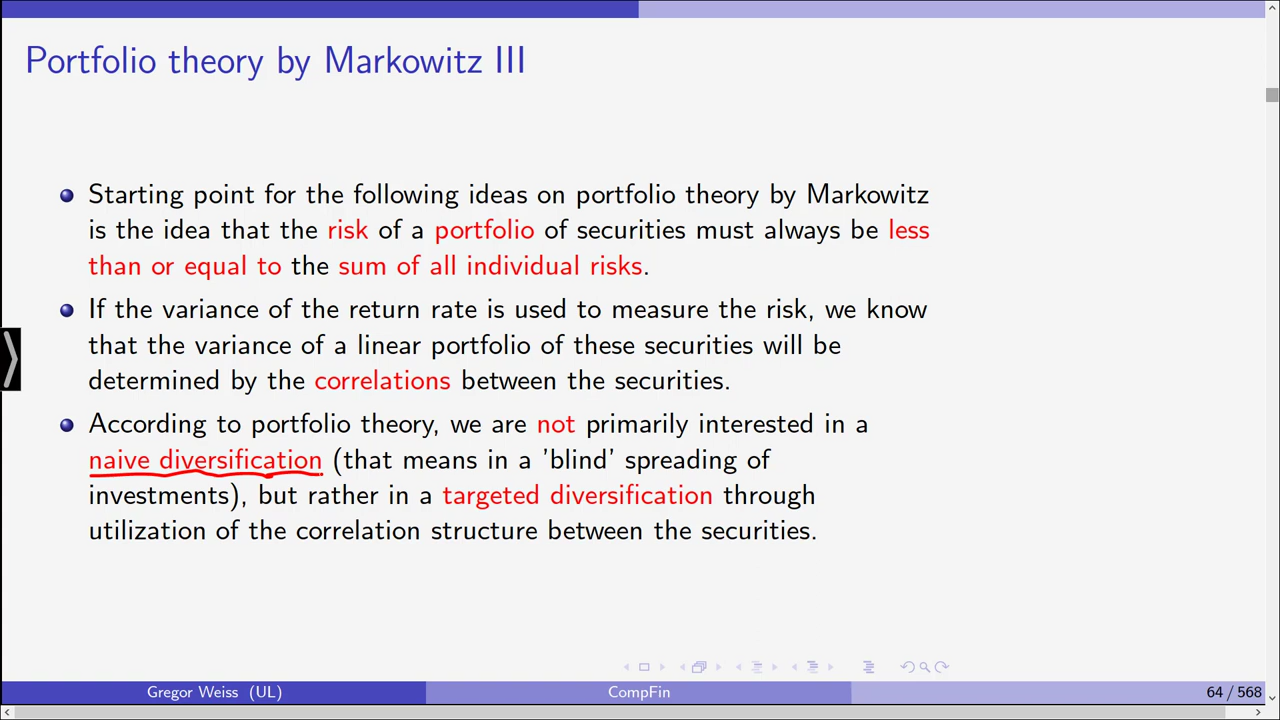 Portfolio theory by Markowitz III
Starting point for the following ideas on portfolio theory by Markowitz
is the idea that the risk of a portfolio of securities must always be less
than or equal to the sum of all individual risks.
If the variance of the return rate is used to measure the risk, we know
that the variance of a linear portfolio of these securities will be
determined by the correlations between the securities.
According to portfolio theory, we are not primarily interested in a
naive diversification (that means in a 'blind' spreading of
investments), but rather in a targeted diversification through
utilization of the correlation structure between the securities.
Gregor Weiss (UL) CompFin 64 / 568